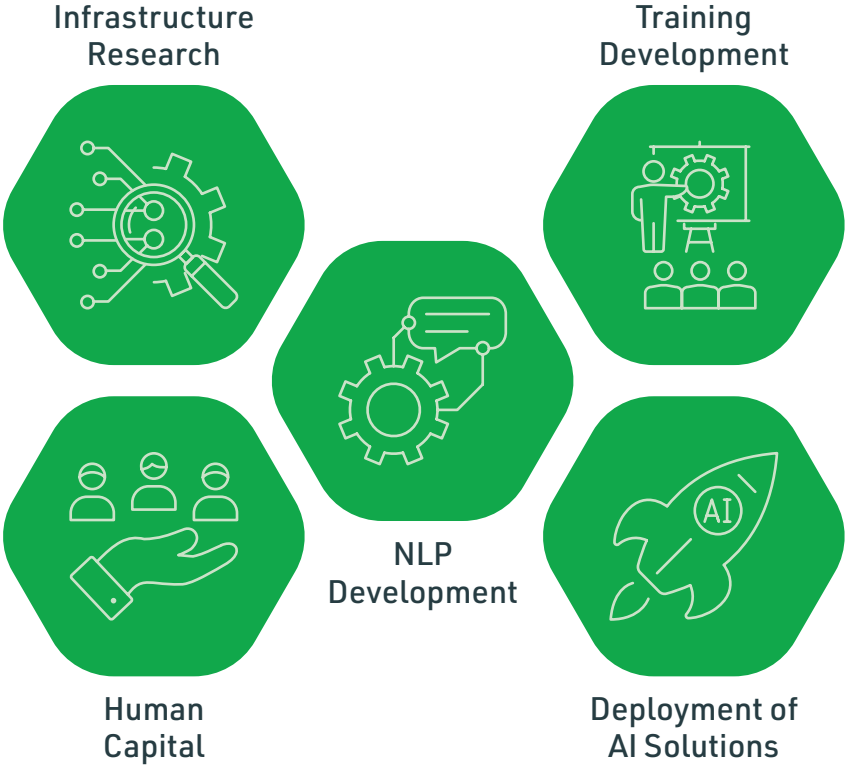 Infrastructure
Research
Training
Development
NLP
Development
AI
Human
Capital
Deployment of
AI Solutions